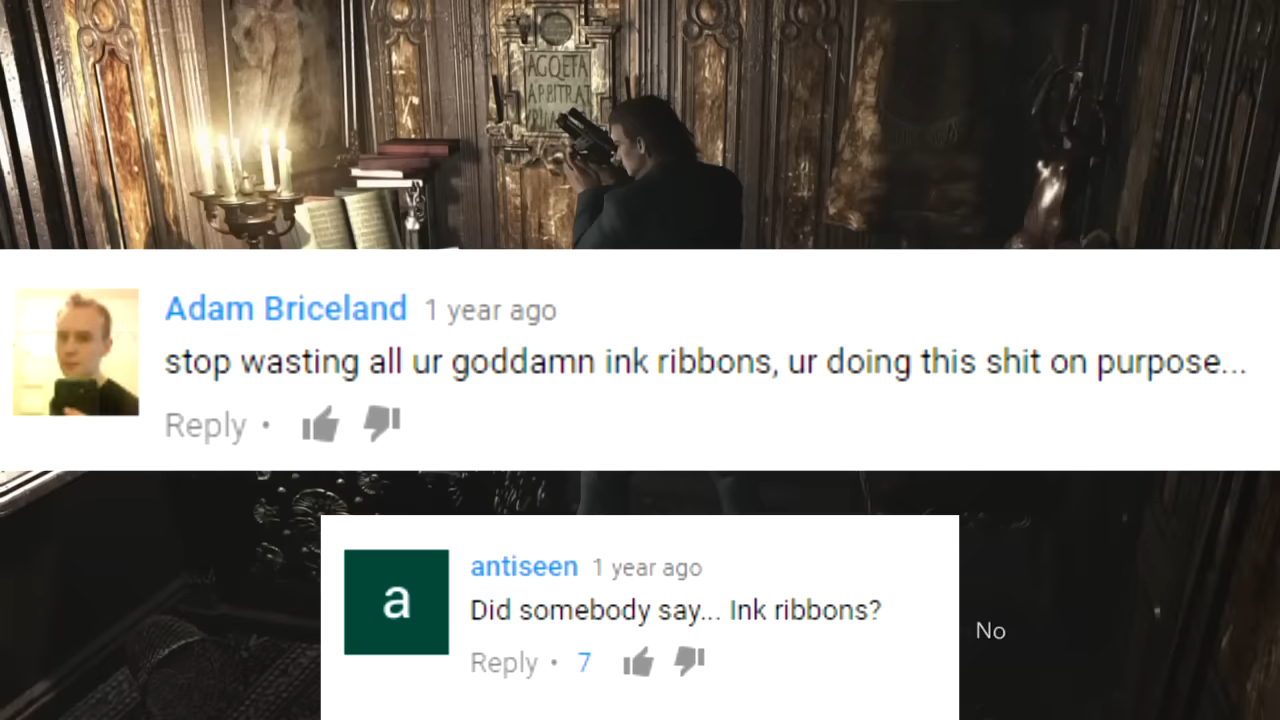 AGQETA
Adam Briceland 1 year ago
stop wasting all ur goddamn ink ribbons, ur doing this shit on purpose...
Reply •
a
antiseen 1 year ago
Did somebody say... Ink ribbons?
Reply • 7
No